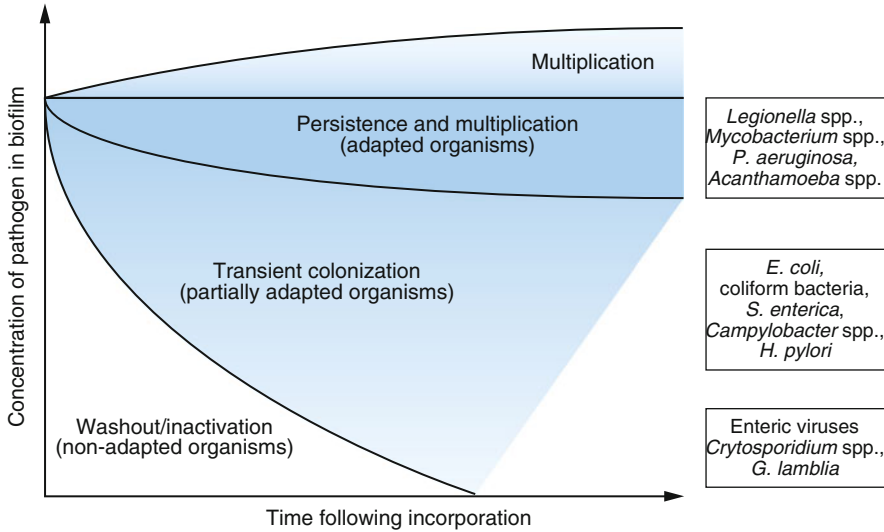 Concentration of pathogen in biofilm
Multiplication
Persistence and multiplication
(adapted organisms)
Transient colonization
(partially adapted organisms)
Washout/inactivation
(non-adapted organisms)
Time following incorporation
Legionella spp.,
Mycobacterium spp.,
P. aeruginosa,
Acanthamoeba spp.
E. coli,
coliform bacteria,
S. enterica,
Campylobacter spp.,
H. pylori
Enteric viruses
Crytosporidium spp.,
G. lamblia